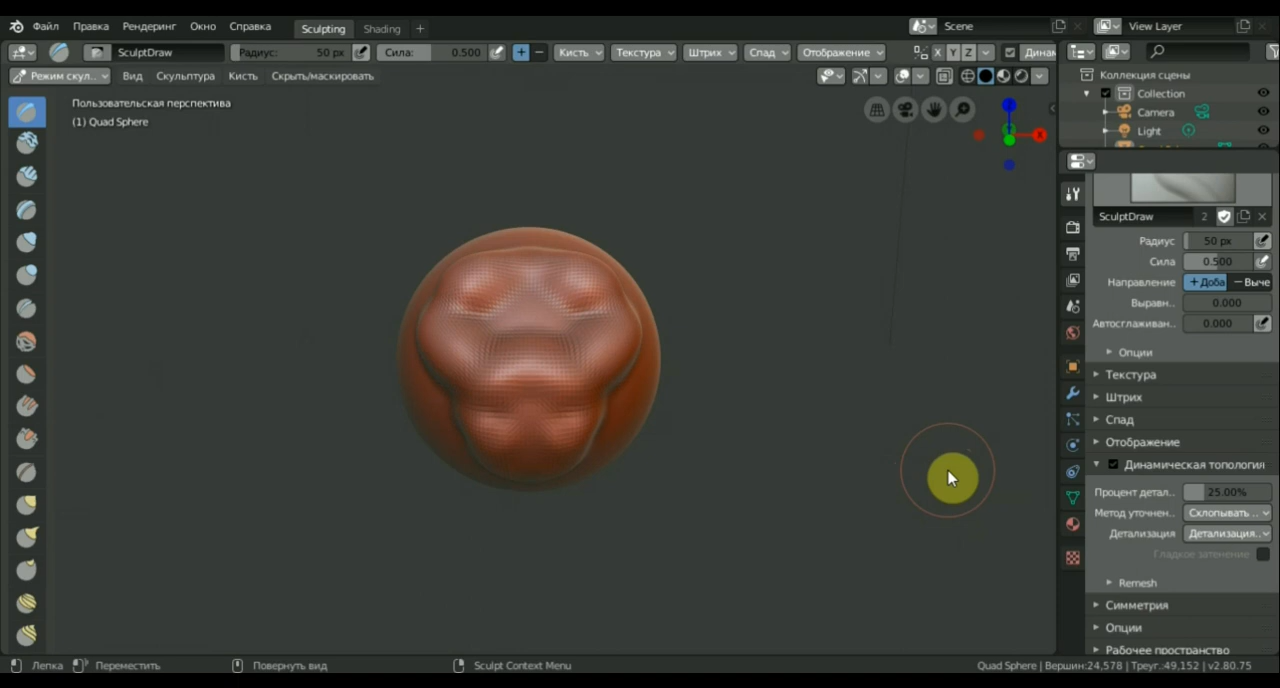 Файл Правка Рендеринг Окно Справка Sculpting Shading + Scene View Layer
SculptDraw Радиус: 50 px Сила: 0.500 Кисть Текстура Штрих Спад Отображение X Y Z Динам
Режим скул.. Вид Скульптура Кисть Скрыть/маскировать
Пользовательская перспектива
(1) Quad Sphere
X
Коллекция сцены
Collection
Camera
Light
SculptDraw 2
Радиус 50 px
Сила 0.500
Направление + Доба — Выче
Выравн.. 0.000
Автосглаживан.. 0.000
Опции
Текстура
Штрих
Спад
Отображение
Динамическая топология
Процент детал.. 25.00%
Метод уточнен.. Схлопывать ..
Детализация Детализация..
Гладкое затенение
Remesh
Симметрия
Опции
Рабочее пространство
Лепка Переместить Повернуть вид Sculpt Context Menu Quad Sphere | Вершин:24,578 | Треуг.:49,152 | v2.80.75